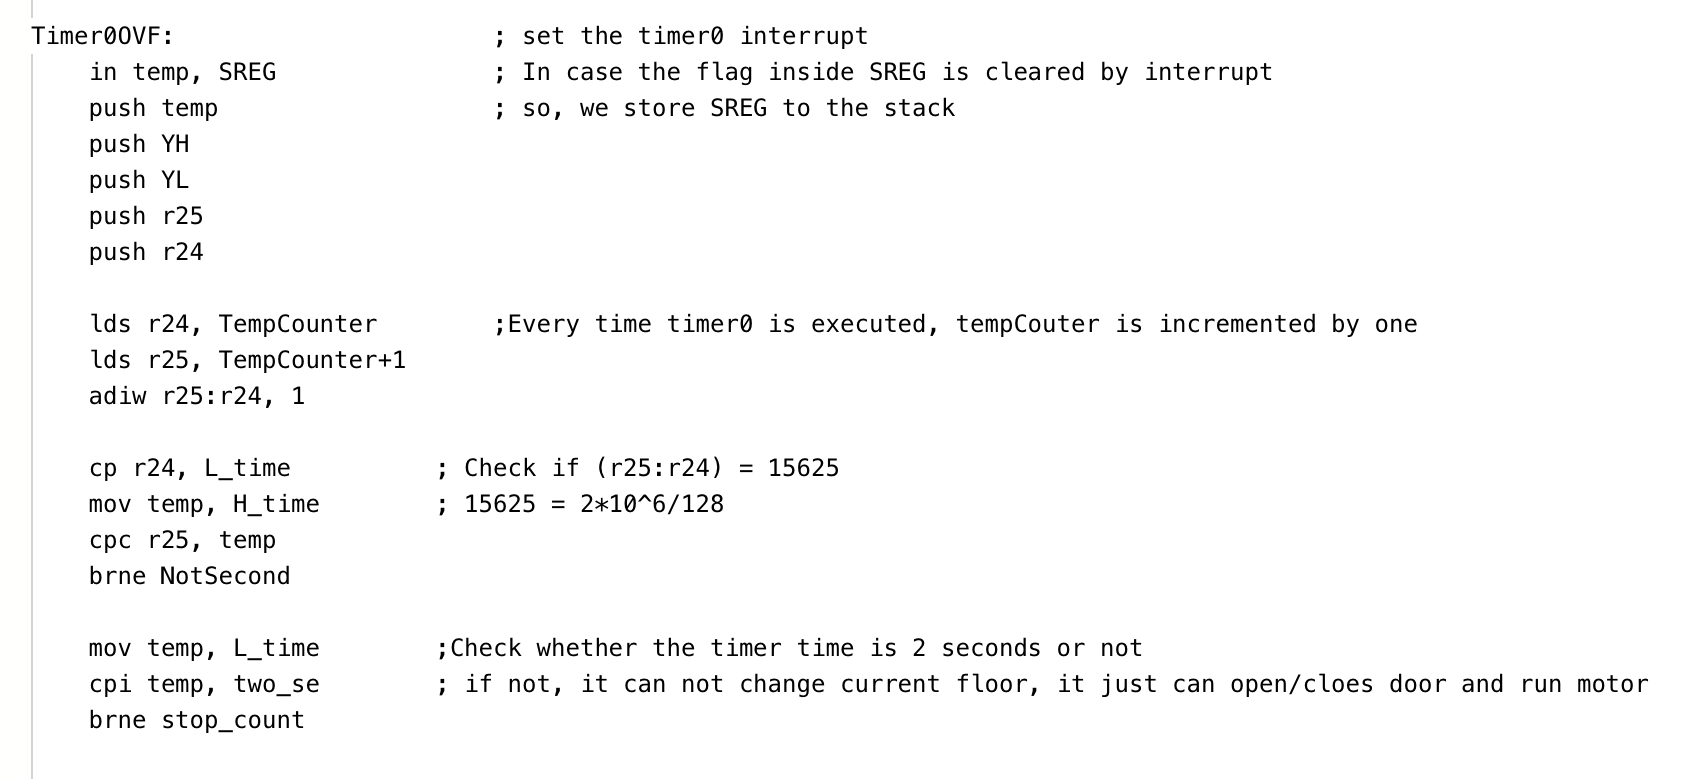 Timer0OVF: ; set the timer0 interrupt
in temp, SREG ; In case the flag inside SREG is cleared by interrupt
push temp ; so, we store SREG to the stack
push YH
push YL
push r25
push r24
lds r24, TempCounter ;Every time timer0 is executed, tempCouter is incremented by one
lds r25, TempCounter+1
adiw r25:r24, 1
cp r24, L_time ; Check if (r25:r24) = 15625
mov temp, H_time ; 15625 = 2*10^6/128
cpc r25, temp
brne NotSecond
mov temp, L_time ;Check whether the timer time is 2 seconds or not
cpi temp, two_se ; if not, it can not change current floor, it just can open/cloes door and run motor
brne stop_count